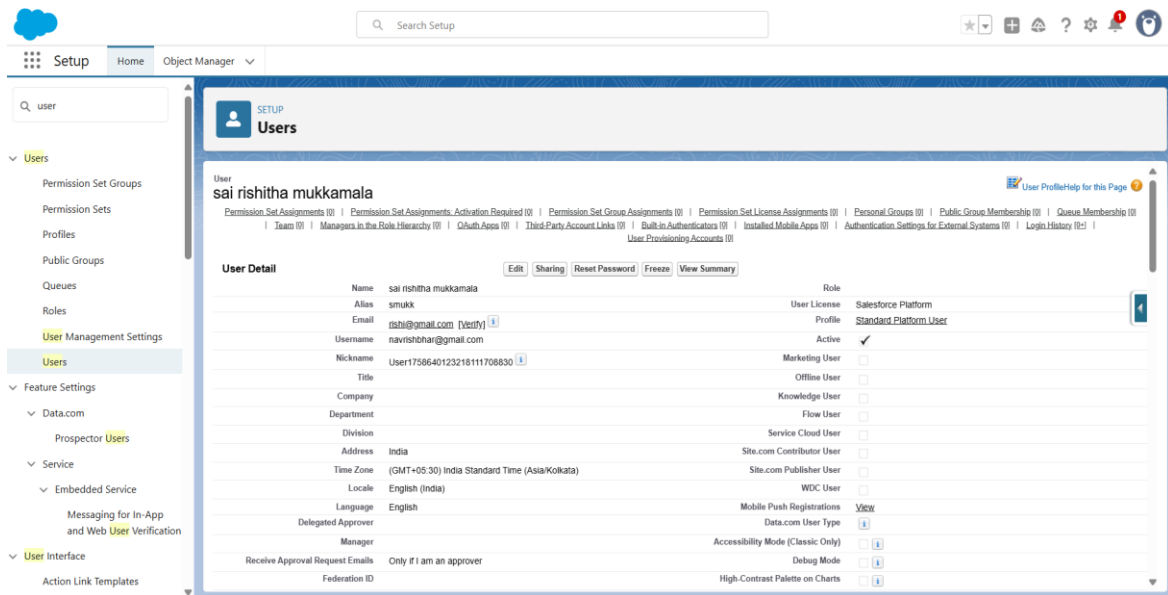 Search Setup
1
Setup
Home
Object Manager
user
Users
Permission Set Groups
Permission Sets
Profiles
Public Groups
Queues
Roles
User Management Settings
Users
Feature Settings
Data.com
Prospector Users
Service
Embedded Service
Messaging for In-App
and Web User Verification
User Interface
Action Link Templates
SETUP
Users
User
sai rishitha mukkamala
User Profile Help for this Page
Permission Set Assignments [0] | Permission Set Assignments: Activation Required [0] | Permission Set Group Assignments [0] | Permission Set License Assignments [0] | Personal Groups [0] | Public Group Membership [0] | Queue Membership [0]
| Team [0] | Managers in the Role Hierarchy [0] | OAuth Apps [0] | Third-Party Account Links [0] | Built-in Authenticators [0] | Installed Mobile Apps [0] | Authentication Settings for External Systems [0] | Login History [0+] |
User Provisioning Accounts [0]
User Detail
Edit Sharing Reset Password Freeze View Summary
Name sai rishitha mukkamala Role
Alias smukk User License Salesforce Platform
Email rishi@gmail.com [Verify] i Profile Standard Platform User
Username navrishbhar@gmail.com Active ✓
Nickname User17586401232181117088830 i Marketing User
Title Offline User
Company Knowledge User
Department Flow User
Division Service Cloud User
Address India Site.com Contributor User
Time Zone (GMT+05:30) India Standard Time (Asia/Kolkata) Site.com Publisher User
Locale English (India) WDC User
Language English Mobile Push Registrations View
Delegated Approver Data.com User Type i
Manager Accessibility Mode (Classic Only) i
Receive Approval Request Emails Only if I am an approver Debug Mode i
Federation ID High-Contrast Palette on Charts i